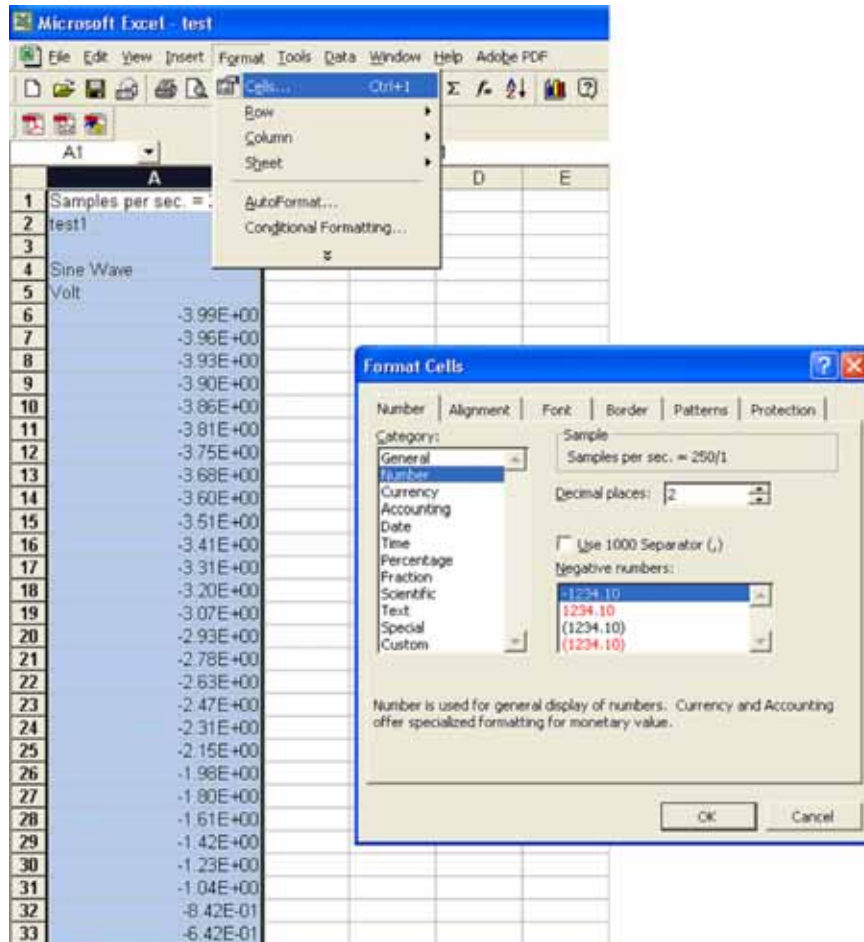 Microsoft Excel - test
File Edit View Insert Format Tools Data Window Help Adobe PDF
Cells... Ctrl+1
Row
Column
Sheet
AutoFormat...
Conditional Formatting...
A1
A D E
1 Samples per sec. =
2 test1
3
4 Sine Wave
5 Volt
6 -3.99E+00
7 -3.96E+00
8 -3.93E+00
9 -3.90E+00
10 -3.86E+00
11 -3.81E+00
12 -3.75E+00
13 -3.68E+00
14 -3.60E+00
15 -3.51E+00
16 -3.41E+00
17 -3.31E+00
18 -3.20E+00
19 -3.07E+00
20 -2.93E+00
21 -2.78E+00
22 -2.63E+00
23 -2.47E+00
24 -2.31E+00
25 -2.15E+00
26 -1.98E+00
27 -1.80E+00
28 -1.61E+00
29 -1.42E+00
30 -1.23E+00
31 -1.04E+00
32 -8.42E-01
33 -6.42E-01
Format Cells
Number Alignment Font Border Patterns Protection
Category:
General
Number
Currency
Accounting
Date
Time
Percentage
Fraction
Scientific
Text
Special
Custom
Sample
Samples per sec. = 250/1
Decimal places: 2
Use 1000 Separator (,)
Negative numbers:
-1234.10
1234.10
(1234.10)
(1234.10)
Number is used for general display of numbers. Currency and Accounting
offer specialized formatting for monetary value.
OK Cancel